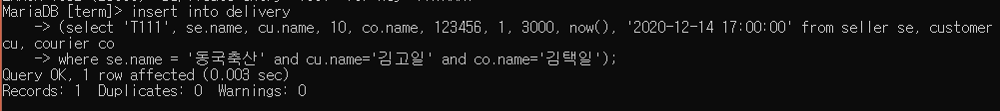 MariaDB [term]> insert into delivery
-> (select 'T111', se.name, cu.name, 10, co.name, 123456, 1, 3000, now(), '2020-12-14 17:00:00' from seller se, customer
cu, courier co
-> where se.name = '동국축산' and cu.name='김고일' and co.name='김택일');
Query OK, 1 row affected (0.003 sec)
Records: 1  Duplicates: 0  Warnings: 0